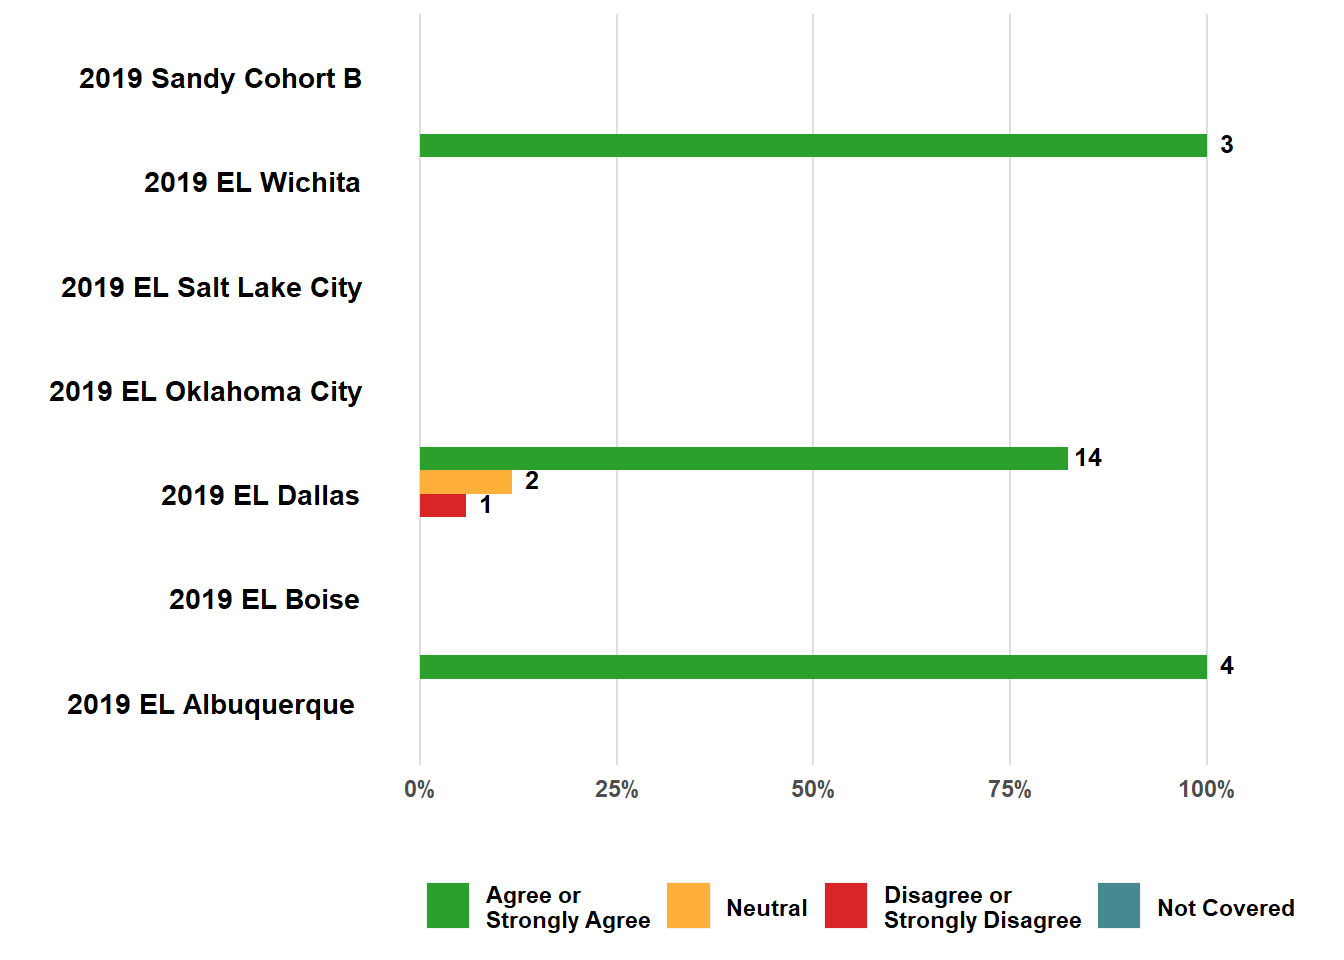 2019 Sandy Cohort B
3
2019 EL Wichita
2019 EL Salt Lake City
2019 EL Oklahoma City
14
2
2019 EL Dallas
1
2019 EL Boise
4
2019 EL Albuquerque
0% 25% 50% 75% 100%
Agree or
Strongly Agree
Neutral
Disagree or
Strongly Disagree
Not Covered